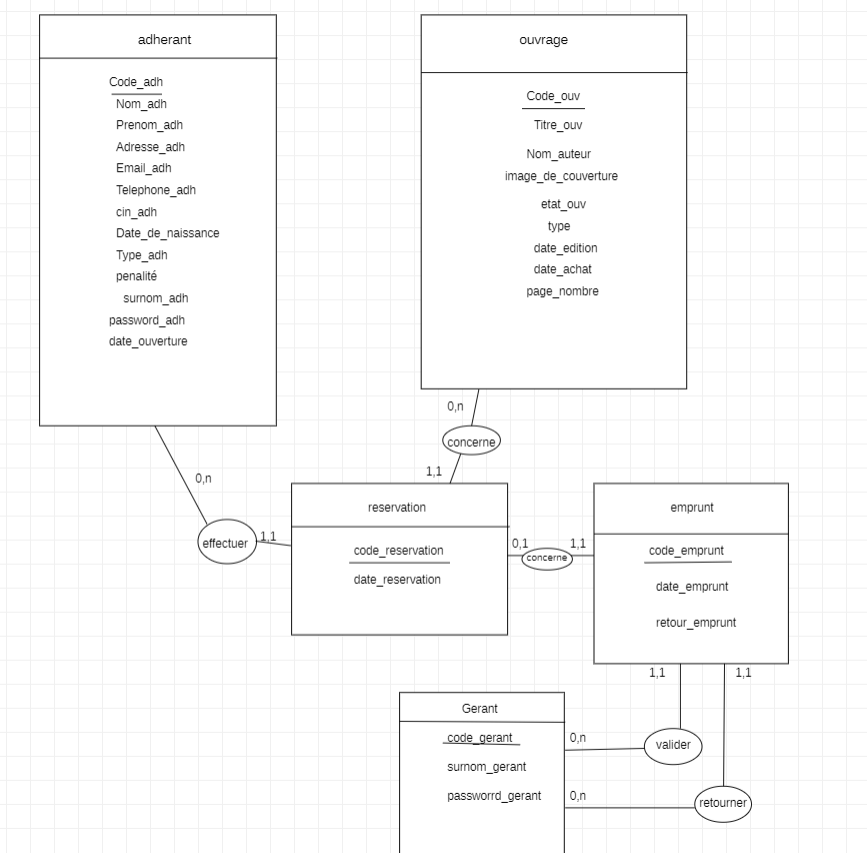 adherant
Code_adh
Nom_adh
Prenom_adh
Adresse_adh
Email_adh
Telephone_adh
cin_adh
Date_de_naissance
Type_adh
penalité
surnom_adh
password_adh
date_ouverture
ouvrage
Code_ouv
Titre_ouv
Nom_auteur
image_de_couverture
etat_ouv
type
date_edition
date_achat
page_nombre
0,n
concerne
1,1
0,n
effectuer
1,1
reservation
code_reservation
date_reservation
0,1
concerne
1,1
emprunt
code_emprunt
date_emprunt
retour_emprunt
1,1
1,1
Gerant
code_gerant
surnom_gerant
passworrd_gerant
0,n
valider
0,n
retourner